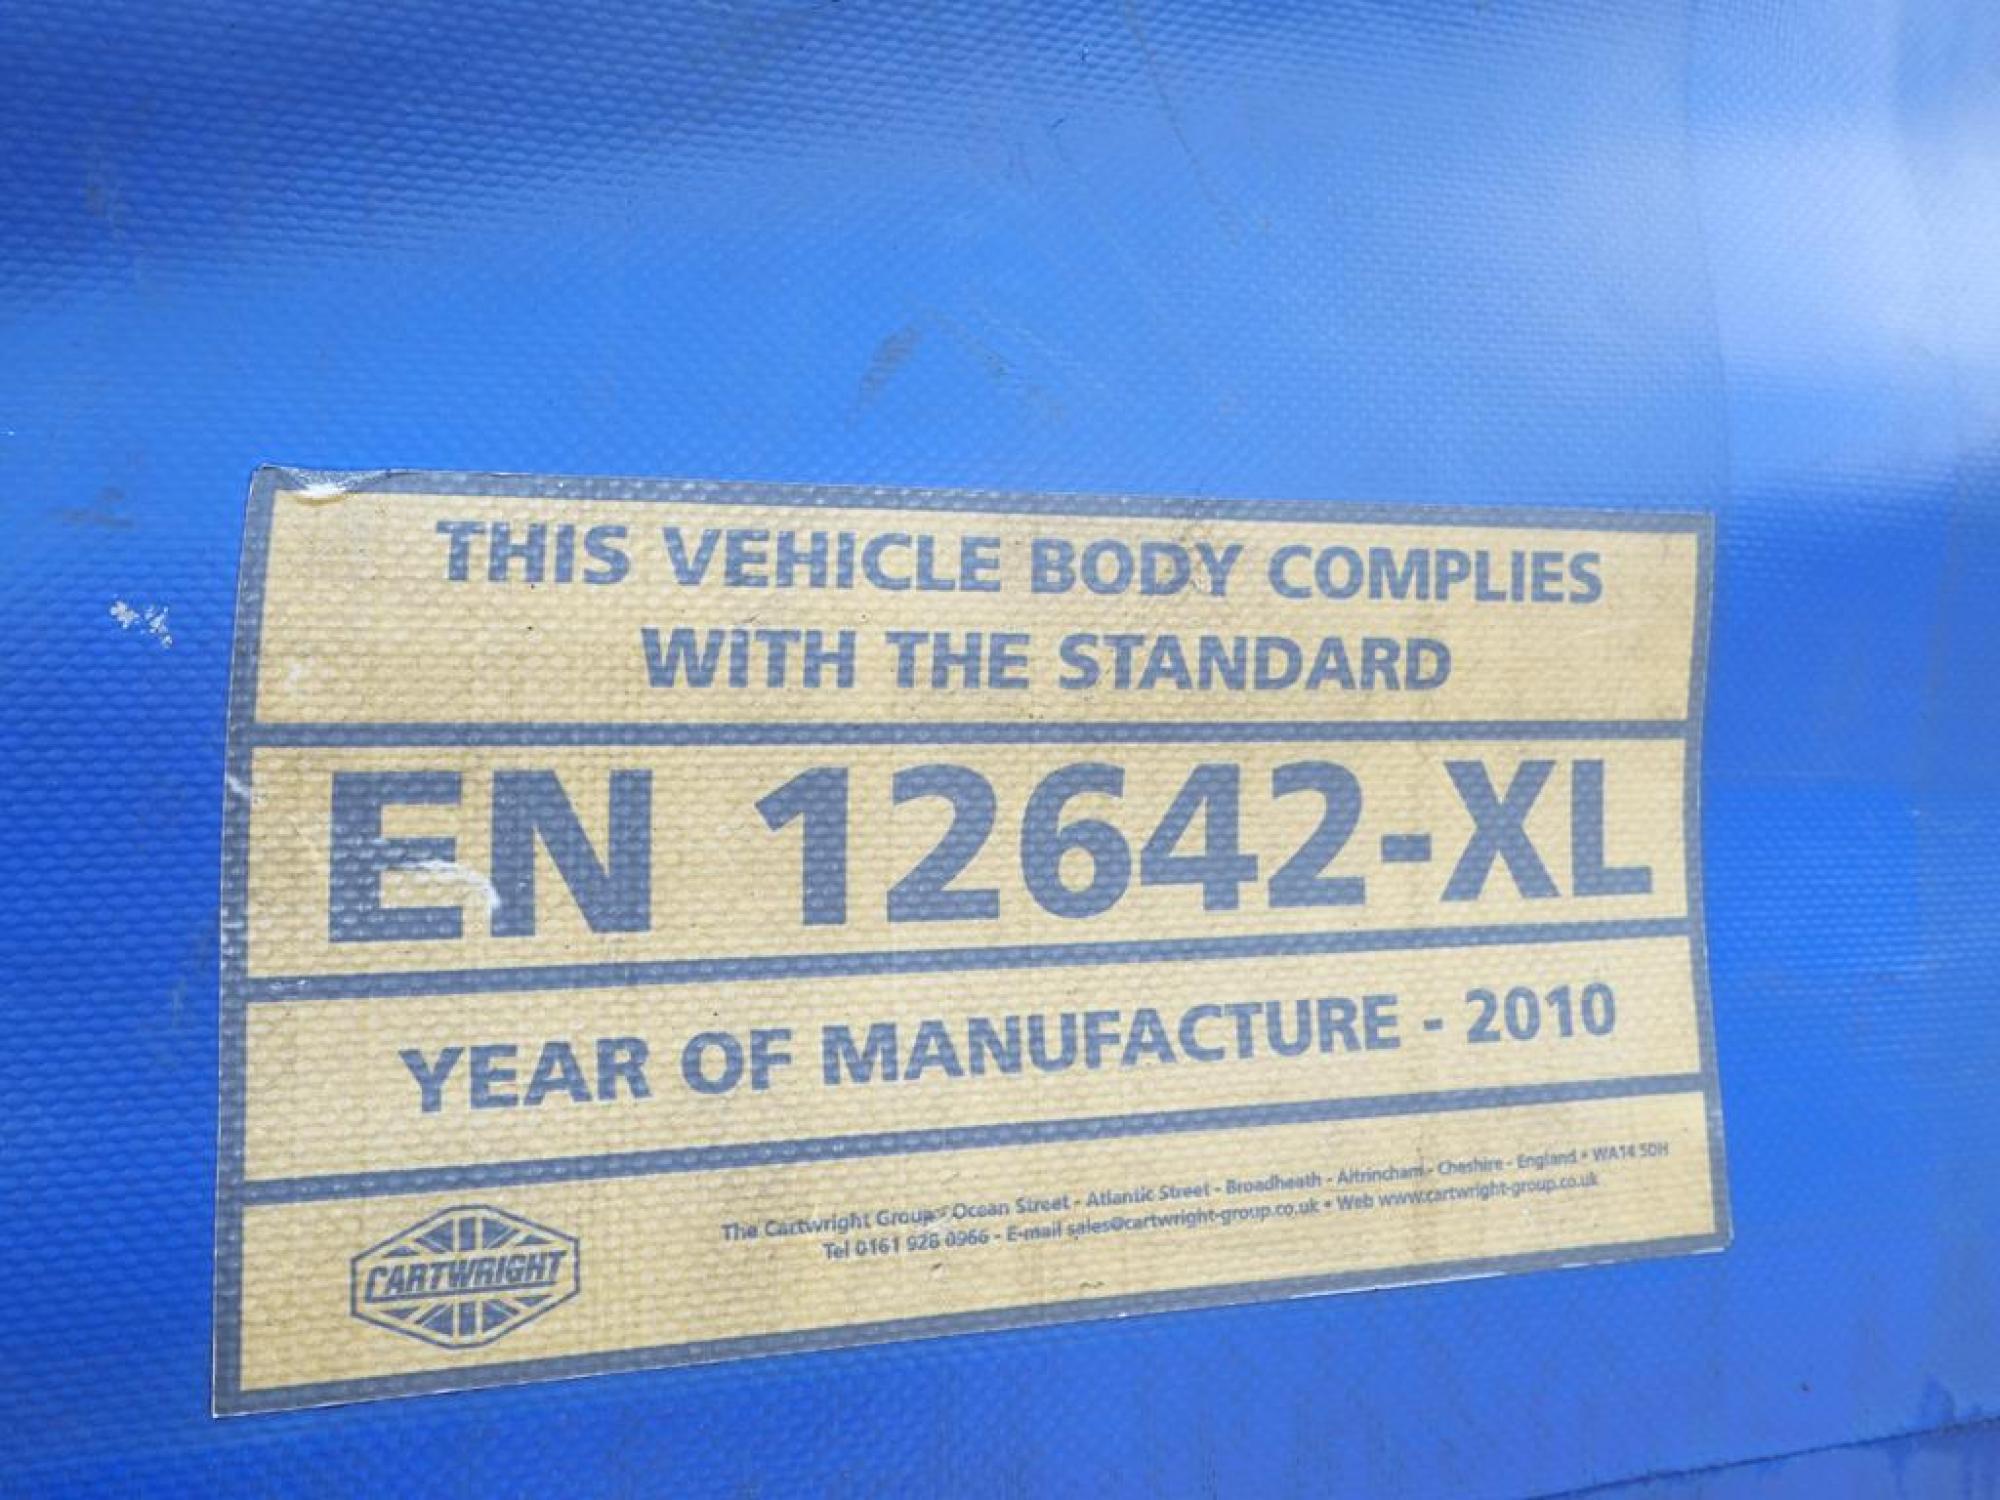 THIS VEHICLE BODY COMPLIES
WITH THE STANDARD
EN 12642-XL
YEAR OF MANUFACTURE - 2010
CARTWRIGHT
The Cartwright Group - Ocean Street - Atlantic Street - Broadheath - Altrincham - Cheshire - England • WA14 5DH
Tel 0161 928 0966 - E-mail sales@cartwright-group.co.uk • Web www.cartwright-group.co.uk